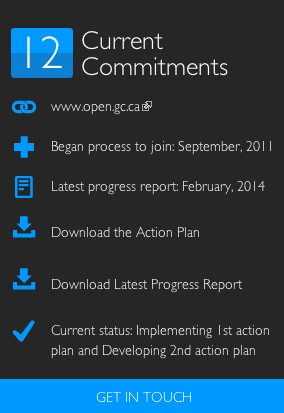 12 Current
Commitments
www.open.gc.ca
Began process to join: September, 2011
Latest progress report: February, 2014
Download the Action Plan
Download Latest Progress Report
Current status: Implementing 1st action
plan and Developing 2nd action plan
GET IN TOUCH